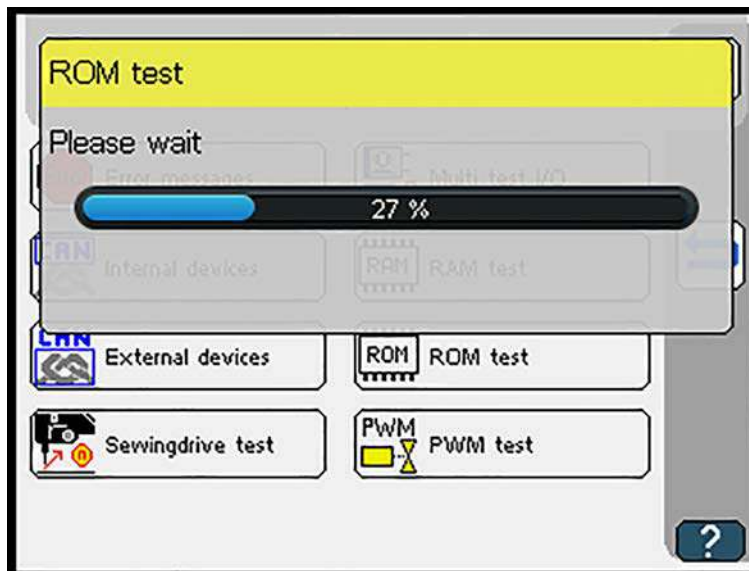 ROM test
Please wait
Error messages
Multi test I/O
27 %
CAN
Internal devices
RAM
RAM test
CAN
External devices
ROM
ROM test
Sewingdrive test
PWM
PWM test
?